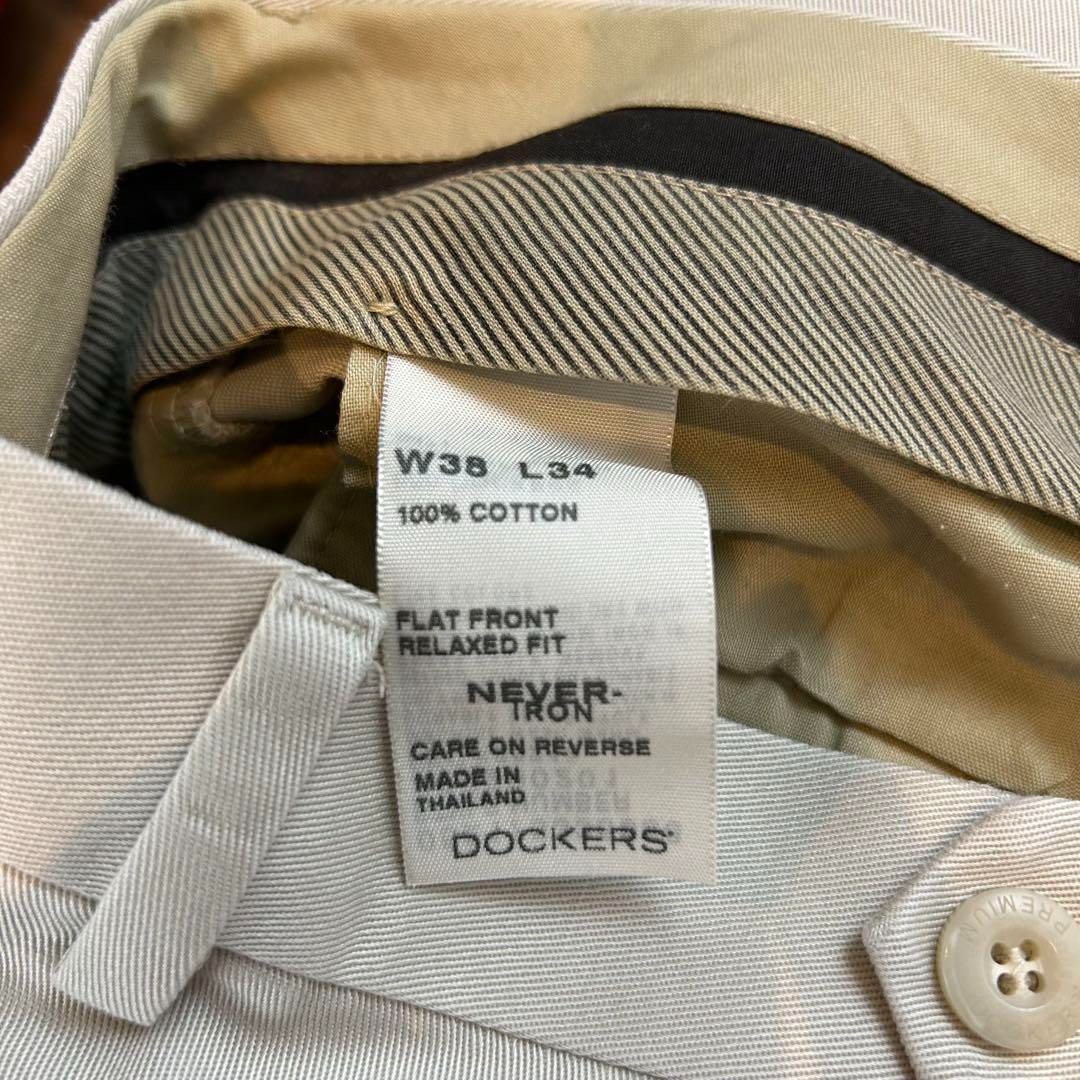 W38 L34
100% COTTON
FLAT FRONT
RELAXED FIT
NEVER-
IRON
CARE ON REVERSE
MADE IN
THAILAND
DOCKERS
PREMIUM